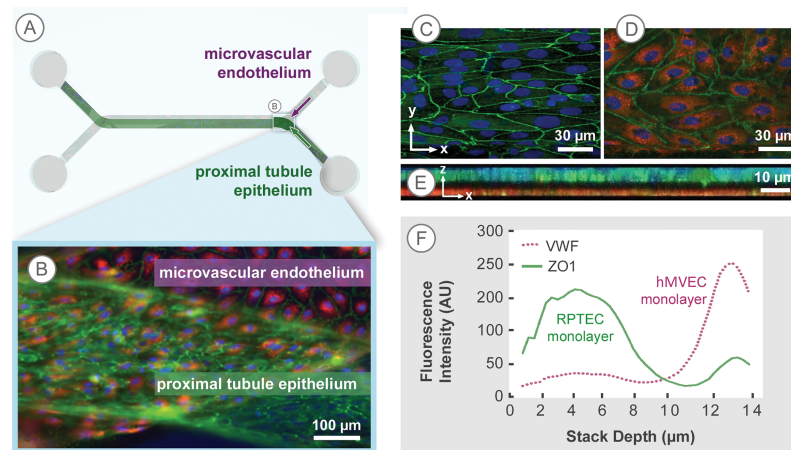 A
microvascular
endothelium
B
proximal tubule
epithelium
B
microvascular endothelium
proximal tubule epithelium
100 µm
C
y
x
30 µm
D
30 µm
E
z
x
10 µm
F
VWF
ZO1
hMVEC
monolayer
RPTEC
monolayer
Fluorescence
Intensity (AU)
300
250
200
100
50
0
0 2 4 6 8 10 12 14
Stack Depth (µm)